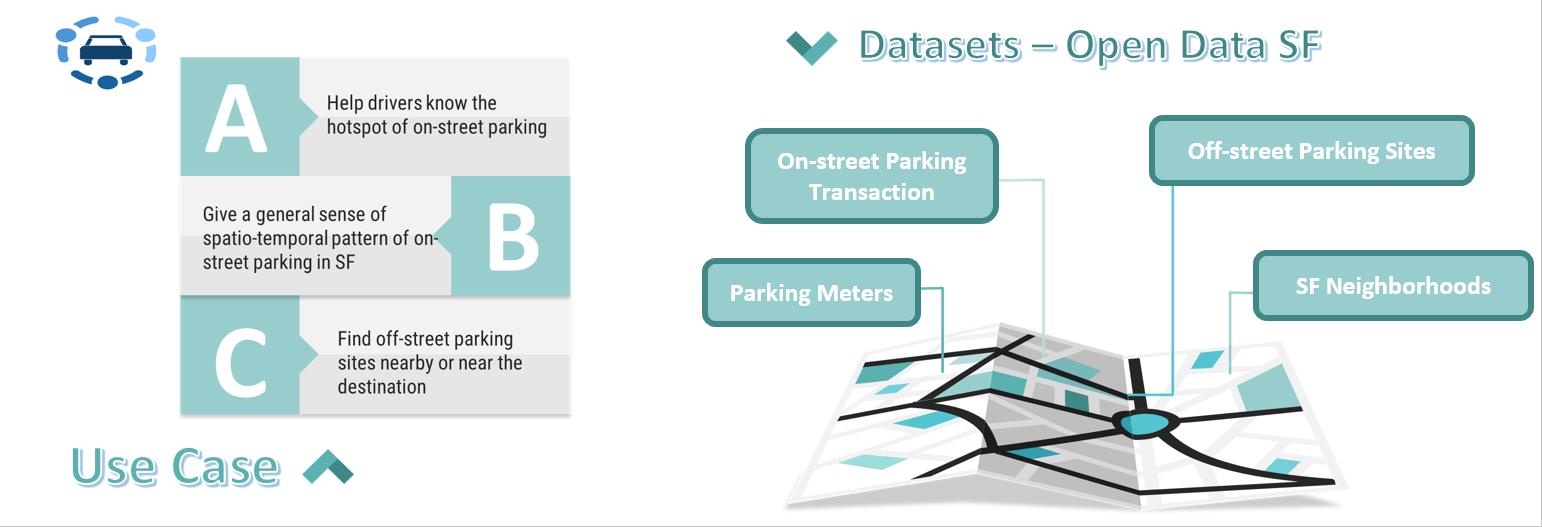 A
Help drivers know the
hotspot of on-street parking
Give a general sense of
spatio-temporal pattern of on-
street parking in SF
B
C
Find off-street parking
sites nearby or near the
destination
Use Case
Datasets – Open Data SF
On-street Parking
Transaction
Off-street Parking Sites
Parking Meters
SF Neighborhoods